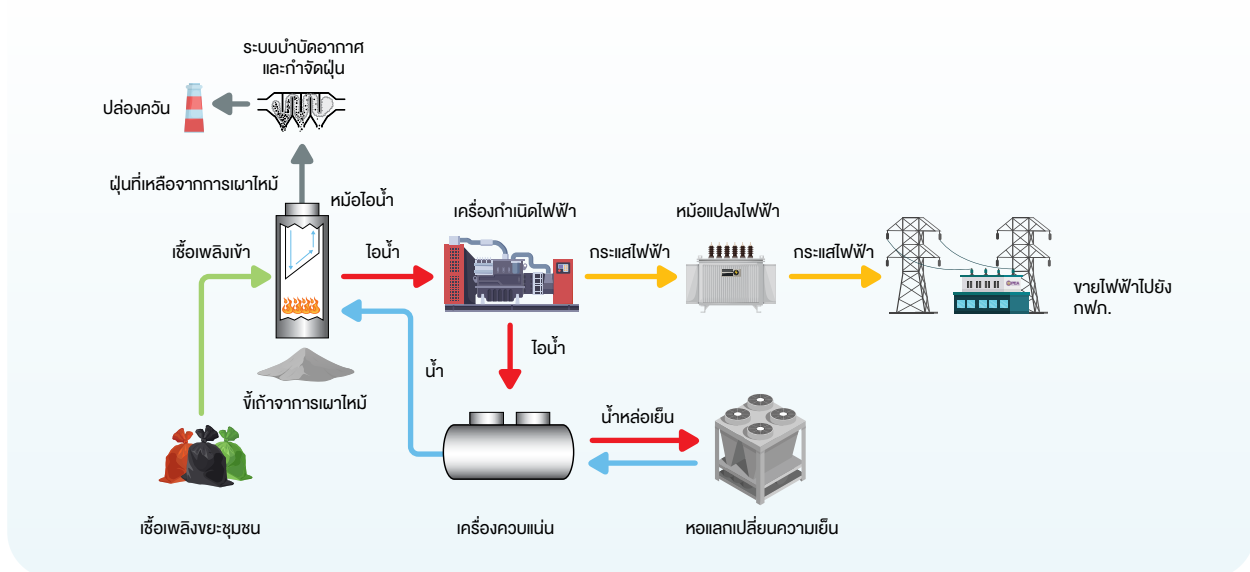 ระบบบำบัดอากาศ
และกำจัดฝุ่น
ปล่องควัน
ฝุ่นที่เหลือจากการเผาไหม้
หม้อไอน้ำ
เครื่องกำเนิดไฟฟ้า
หม้อแปลงไฟฟ้า
เชื้อเพลิงเข้า
ไอน้ำ
กระแสไฟฟ้า
กระแสไฟฟ้า
ขายไฟฟ้าไปยัง
กฟภ.
PEA
ไอน้ำ
น้ำ
ขี้เถ้าจาการเผาไหม้
น้ำหล่อเย็น
เชื้อเพลิงขยะชุมชน
เครื่องควบแน่น
หอแลกเปลี่ยนความเย็น